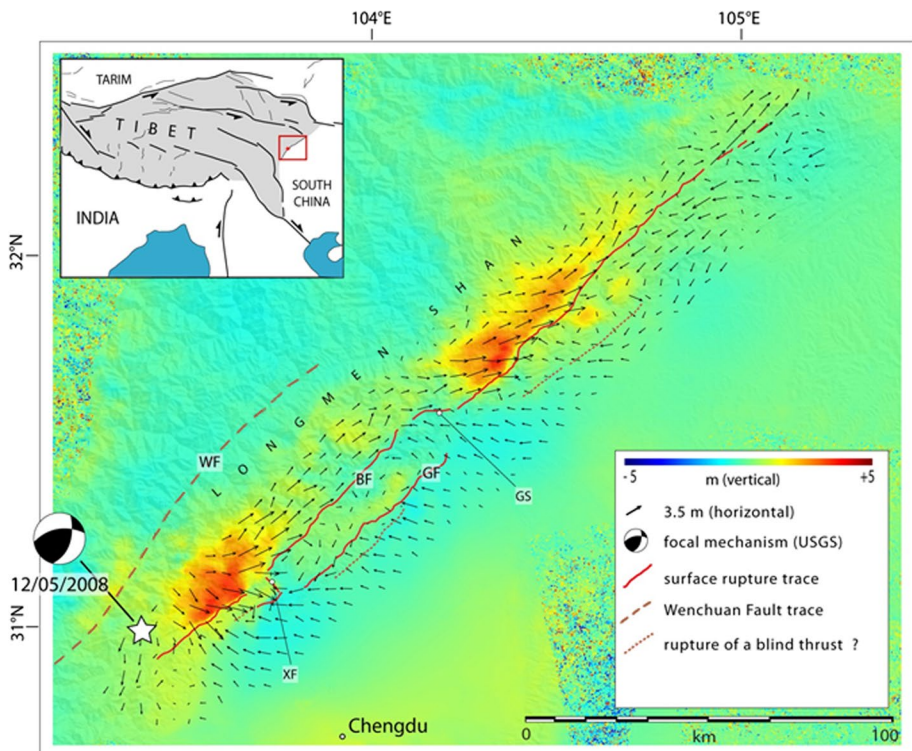 104°E
105°E
TARIM
TIBET
SOUTH
CHINA
INDIA
32°N
LONGMEN SHAN
WF
BF
GF
GS
12/05/2008
31°N
XF
Chengdu
-5
+5
m (vertical)
3.5 m (horizontal)
focal mechanism (USGS)
surface rupture trace
Wenchuan Fault trace
rupture of a blind thrust ?
0
km
100